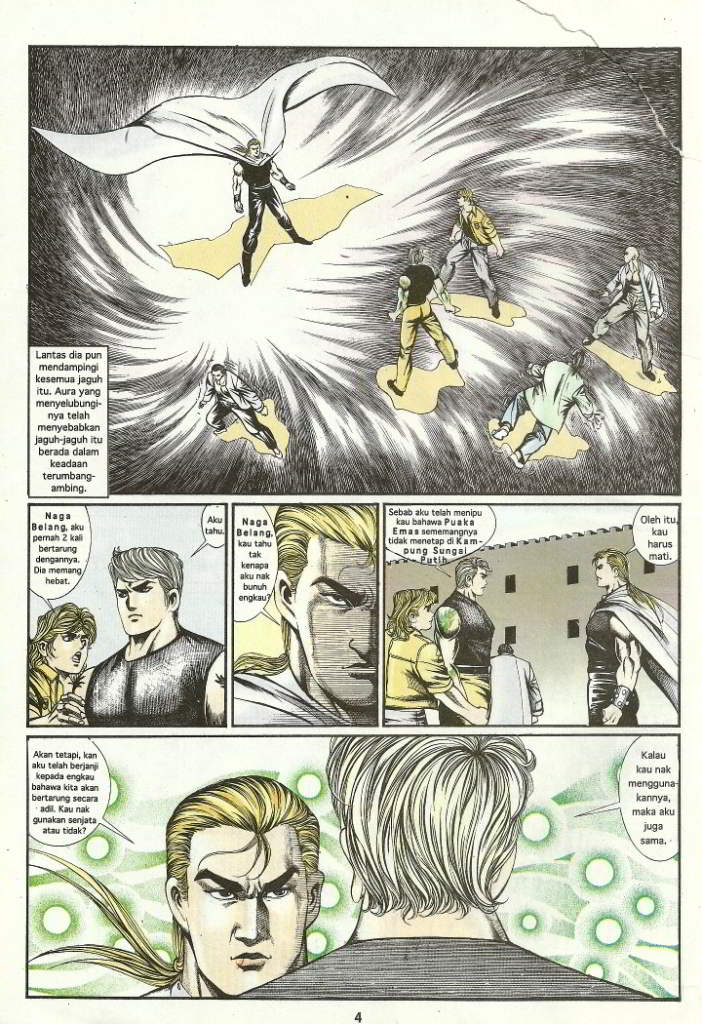 Lantas dia pun
mendampingi
kesemua jaguh
itu. Aura yang
menyelubungi-
nya telah
menyebabkan
jaguh-jaguh itu
berada dalam
keadaan
terumbang-
ambing.
Naga
Belang, aku
pernah 2 kali
bertarung
dengannya.
Dia memang
hebat.
Aku
tahu.
Naga
Belang,
kau tahu
tak
kenapa
aku nak
bunuh
engkau?
Sebab aku telah menipu
kau bahawa Puaka
Emas sememangnya
tidak menetap di Kam-
pung Sungai
Putih
Oleh itu,
kau
harus
mati.
Akan tetapi, kan
aku telah berjanji
kepada engkau
bahawa kita akan
bertarung secara
adil. Kau nak
gunakan senjata
atau tidak?
Kalau
kau nak
mengguna-
kannya,
maka aku
juga
sama.
4